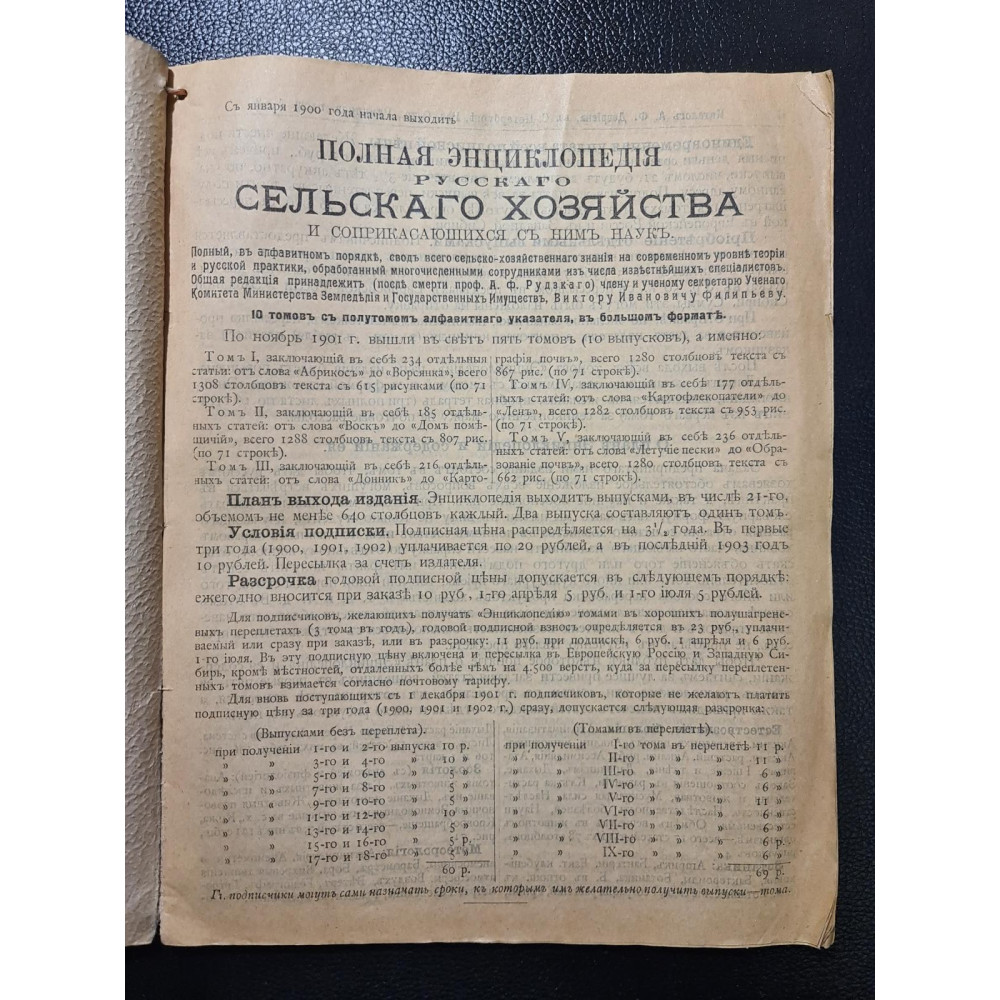 Съ января 1900 года начала выходить
ПОЛНАЯ ЭНЦИКЛОПЕДІЯ
РУССКАГО
СЕЛЬСКАГО ХОЗЯЙСТВА
И СОПРИКАСАЮЩИХСЯ СЪ НИМЪ НАУКЪ.
Полный, въ алфавитномъ порядкѣ, сводъ всего сельско-хозяйственнаго знанія на современномъ уровнѣ теоріи
и русской практики, обработанный многочисленными сотрудниками изъ числа извѣстнѣйшихъ спеціалистовъ.
Общая редакція принадлежитъ (послѣ смерти проф. А. Ф. Рудзкаго) члену и ученому секретарю Ученаго
Комитета Министерства Земледѣлія и Государственныхъ Имуществъ, Виктору Ивановичу Филипьеву.
10 томовъ съ полутомомъ алфавитнаго указателя, въ большомъ форматѣ.
По ноябрь 1901 г. вышли въ свѣтъ пять томовъ (10 выпусковъ), а именно:
Томъ I, заключающій въ себѣ 234 отдѣльныя
статьи: отъ слова «Абрикосъ» до «Ворсянка», всего
1308 столбцовъ текста съ 615 рисунками (по 71
строкѣ).
Томъ II, заключающій въ себѣ 185 отдѣль-
ныхъ статей: отъ слова «Воскъ» до «Домъ помѣ-
щичій», всего 1288 столбцовъ текста съ 807 рис.
(по 71 строкѣ).
Томъ III, заключающій въ себѣ 216 отдѣль-
ныхъ статей: отъ слова «Донникъ» до «Карто-
графія почвъ», всего 1280 столбцовъ текста съ
867 рис. (по 71 строкѣ).
Томъ IV, заключающій въ себѣ 177 отдѣль-
ныхъ статей: отъ слова «Картофлекопатели» до
«Ленъ», всего 1282 столбцовъ текста съ 953 рис.
(по 71 строкѣ).
Томъ V, заключающій въ себѣ 236 отдѣль-
ныхъ статей: отъ слова «Летучіе пески» до «Обра-
зованіе почвъ», всего 1280 столбцовъ текста съ
662 рис. (по 71 строкѣ).
Планъ выхода изданія. Энциклопедія выходитъ выпусками, въ числѣ 21-го,
объемомъ не менѣе 640 столбцовъ каждый. Два выпуска составляютъ одинъ томъ.
Условія подписки. Подписная цѣна распредѣляется на 3½ года. Въ первые
три года (1900, 1901, 1902) уплачивается по 20 рублей, а въ послѣдній 1903 годъ
10 рублей. Пересылка за счетъ издателя.
Разсрочка годовой подписной цѣны допускается въ слѣдующемъ порядкѣ:
ежегодно вносится при заказѣ 10 руб., 1-го апрѣля 5 руб. и 1-го іюля 5 рублей.
Для подписчиковъ, желающихъ получать «Энциклопедію» томами въ хорошихъ полушагрене-
выхъ переплетахъ (3 тома въ годъ), годовой подписной взносъ опредѣляется въ 23 руб., уплачи-
ваемый или сразу при заказѣ, или въ разсрочку: 11 руб. при подпискѣ, 6 руб. 1 апрѣля и 6 руб.
1-го іюля. Въ эту подписную цѣну включена и пересылка въ Европейскую Россію и Западную Си-
бирь, кромѣ мѣстностей, отдаленныхъ болѣе чѣмъ на 4.500 верстъ, куда за пересылку переплетен-
ныхъ томовъ взимается согласно почтовому тарифу.
Для вновь поступающихъ съ 1 декабря 1901 г. подписчиковъ, которые не желаютъ платить
подписную цѣну за три года (1900, 1901 и 1902 г.) сразу, допускается слѣдующая разсрочка:
(Выпусками безъ переплета).
при полученіи 1-го и 2-го выпуска 10 р.
» » 3-го и 4-го » 10 »
» » 5-го и 6-го » 5 »
» » 7-го и 8-го » 5 »
» » 9-го и 10-го » 5 »
» » 11-го и 12-го » 10 »
» » 13-го и 14-го » 5 »
» » 15-го и 16-го » 5 р.
» » 17-го и 18-го » 5 »
60 р.
(Томами въ переплетѣ).
при полученіи I-го тома въ переплетѣ 11 р.
» » II-го » » » 11 »
» » III-го » » » 6 »
» » IV-го » » » 6 »
» » V-го » » » 11 »
» » VI-го » » » 6 »
» » VII-го » » » 6 »
» » VIII-го » » » 6 р.
» » IX-го » » » 6 »
69 р.
Гг. подписчики могутъ сами назначать сроки, къ которымъ имъ желательно получить выпуски—тома.